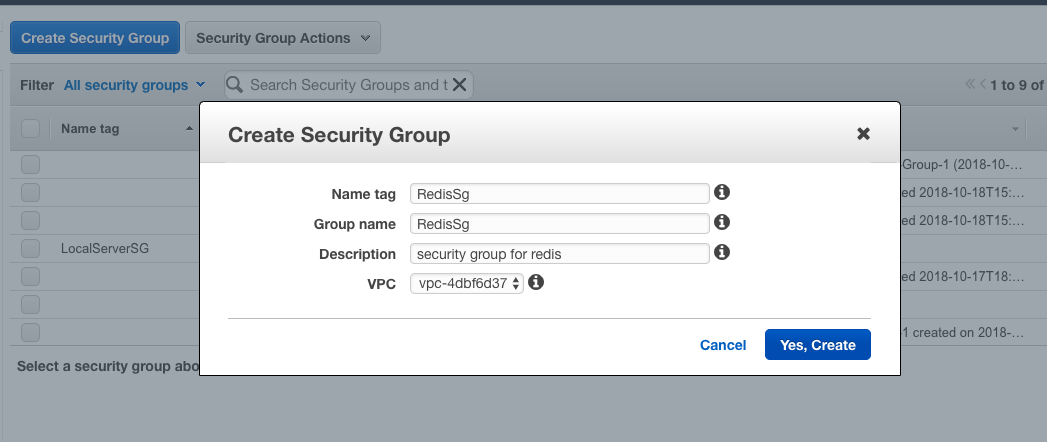 Create Security Group Security Group Actions
Filter All security groups Search Security Groups and t 1 to 9 of
Name tag
Create Security Group
Name tag RedisSg
Group name RedisSg
Description security group for redis
VPC vpc-4dbf6d37
Cancel Yes, Create
-Group-1 (2018-10-...
ed 2018-10-18T15:...
ed 2018-10-18T15:...
LocalServerSG
ed 2018-10-17T18:...
-1 created on 2018-...
Select a security group abo